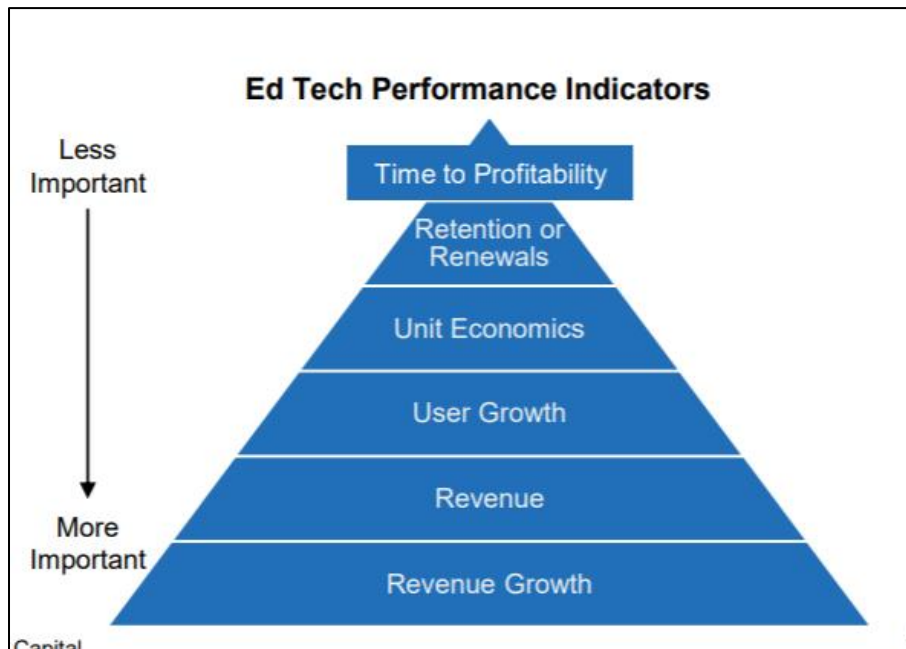 Ed Tech Performance Indicators
Less
Important
Time to Profitability
Retention or
Renewals
Unit Economics
User Growth
Revenue
More
Important
Revenue Growth
Capital